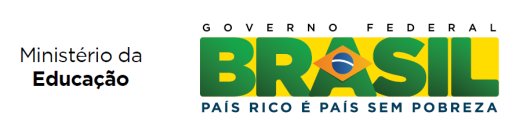 Ministério da
Educação
GOVERNO FEDERAL
BRASIL
PAÍS RICO É PAÍS SEM POBREZA